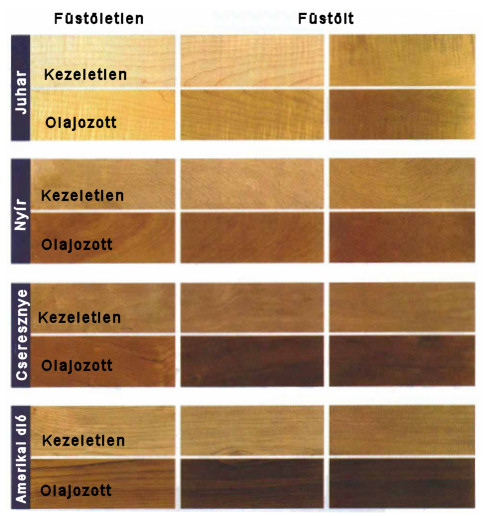 Füstöletlen Füstölt
Juhar
Kezeletlen
Olajozott
Nyír
Kezeletlen
Olajozott
Cseresznye
Kezeletlen
Olajozott
Amerikai dió
Kezeletlen
Olajozott